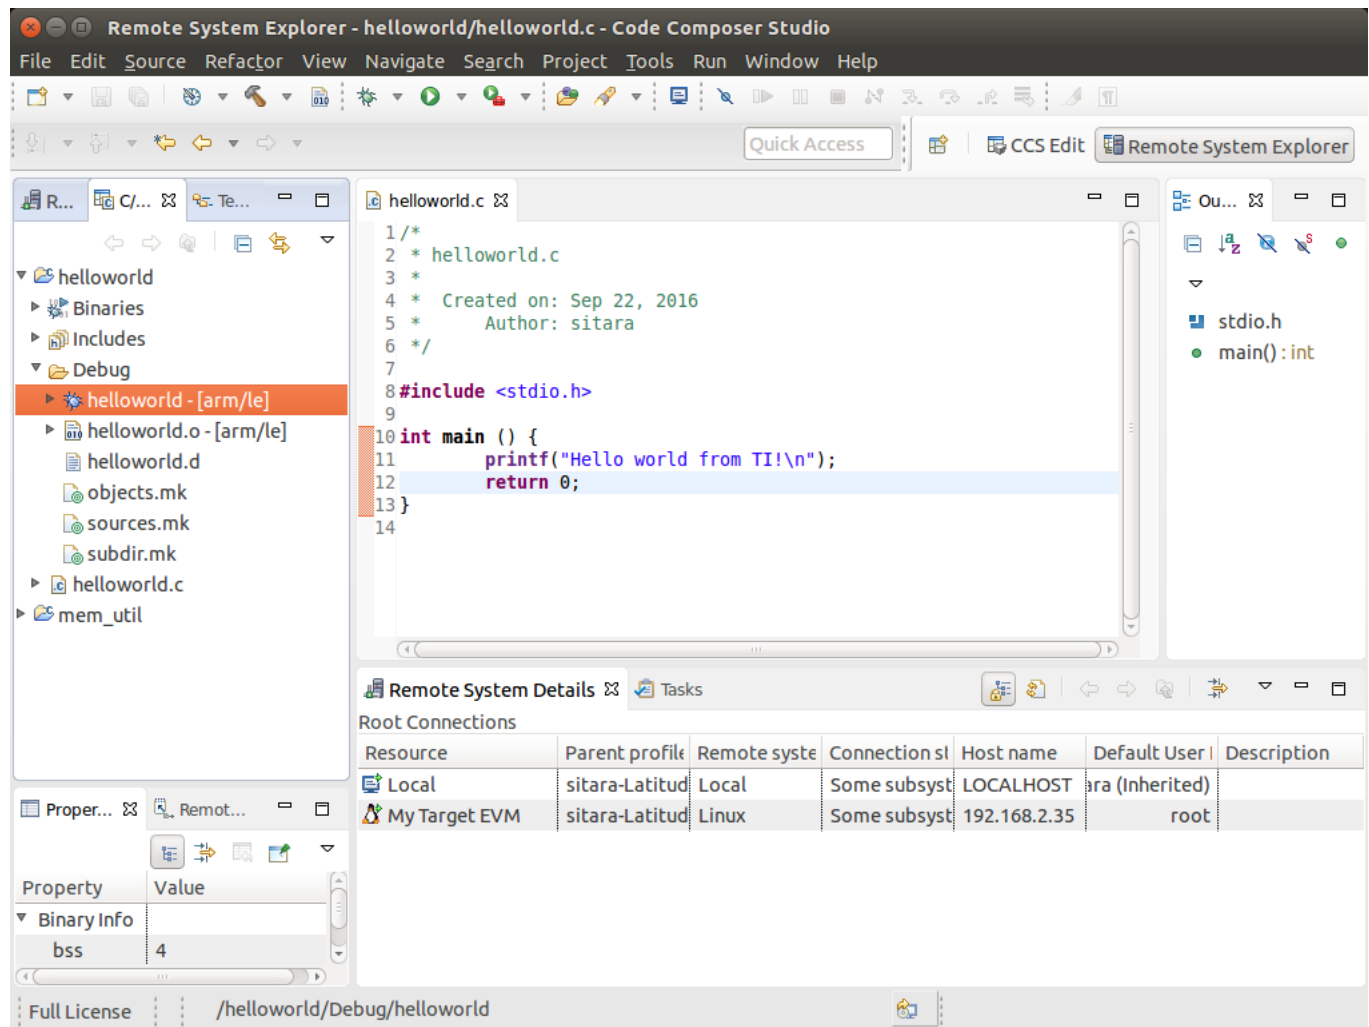 Remote System Explorer - helloworld/helloworld.c - Code Composer Studio
File Edit Source Refactor View Navigate Search Project Tools Run Window Help
Quick Access
CCS Edit
Remote System Explorer
R...
C/...
Te...
helloworld
Binaries
Includes
Debug
helloworld - [arm/le]
helloworld.o - [arm/le]
helloworld.d
objects.mk
sources.mk
subdir.mk
helloworld.c
mem_util
helloworld.c
1 /*
2  * helloworld.c
3  *
4  *  Created on: Sep 22, 2016
5  *      Author: sitara
6  */
7
8 #include <stdio.h>
9
10 int main () {
11         printf("Hello world from TI!\n");
12         return 0;
13 }
14
Ou...
stdio.h
main() : int
Proper...
Remot...
Property Value
Binary Info
bss 4
Remote System Details
Tasks
Root Connections
Resource Parent profile Remote syste Connection st Host name Default User Description
Local sitara-Latitud Local Some subsyst LOCALHOST ara (Inherited)
My Target EVM sitara-Latitud Linux Some subsyst 192.168.2.35 root
Full License /helloworld/Debug/helloworld